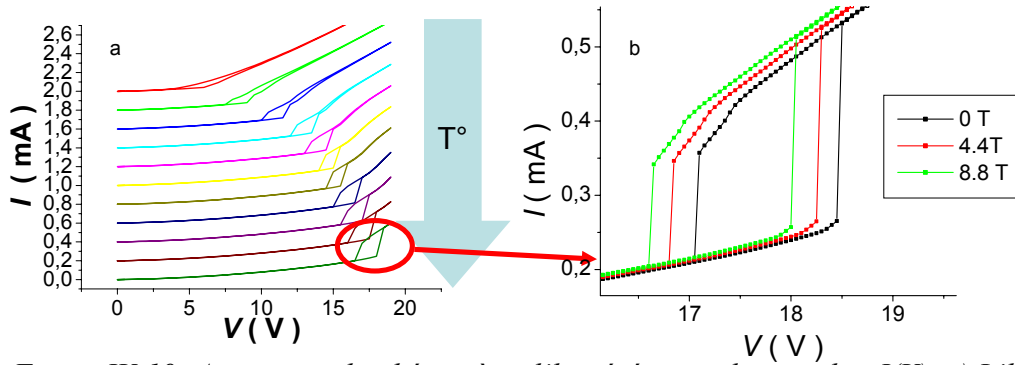 a
2,6
2,4
2,2
2,0
1,8
1,6
1,4
1,2
1,0
0,8
0,6
0,4
0,2
0,0
I ( mA)
0 5 10 15 20
V ( V )
T°
b
0,5
0,4
0,3
0,2
I ( mA )
17 18 19
V ( V )
0 T
4.4T
8.8 T